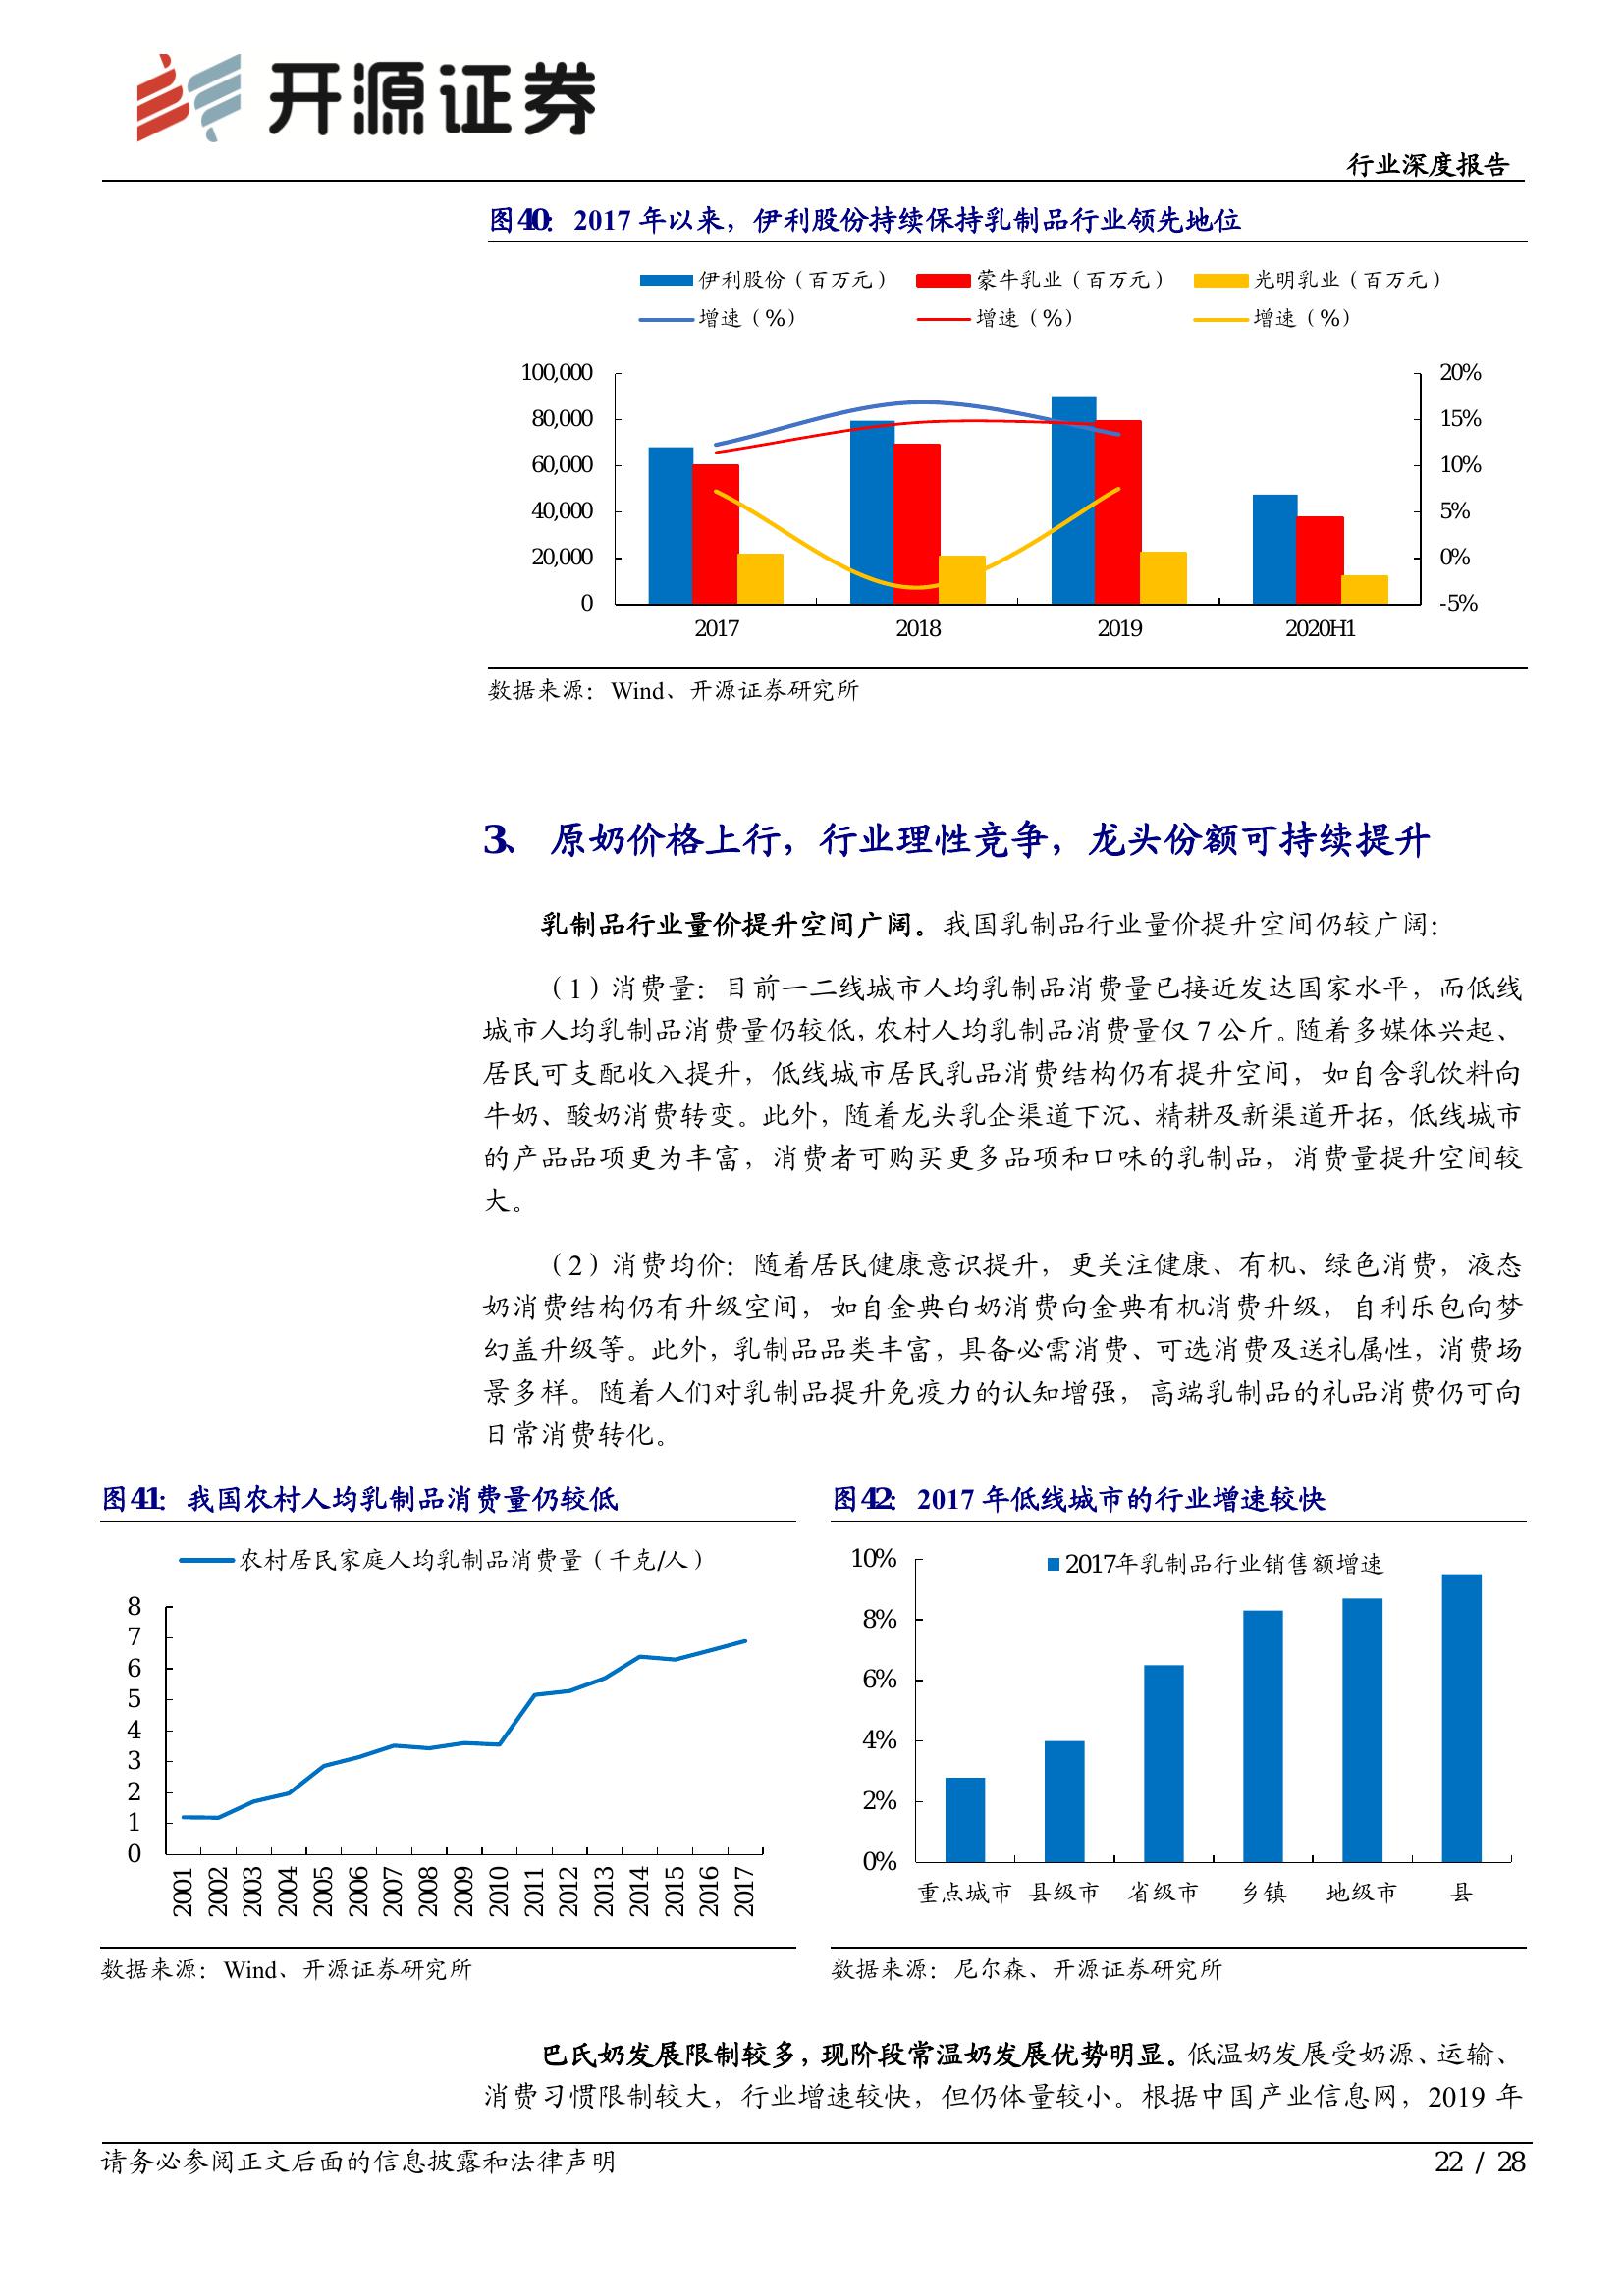 开源证券
行业深度报告
图40： 2017 年以来，伊利股份持续保持乳制品行业领先地位
伊利股份（百万元） 蒙牛乳业（百万元） 光明乳业（百万元）
增速（%） 增速（%） 增速（%）
100,000 20%
80,000 15%
60,000 10%
40,000 5%
20,000 0%
0 -5%
2017 2018 2019 2020H1
数据来源：Wind、开源证券研究所
3、 原奶价格上行，行业理性竞争，龙头份额可持续提升
乳制品行业量价提升空间广阔。我国乳制品行业量价提升空间仍较广阔：
（1）消费量：目前一二线城市人均乳制品消费量已接近发达国家水平，而低线
城市人均乳制品消费量仍较低，农村人均乳制品消费量仅 7 公斤。随着多媒体兴起、
居民可支配收入提升，低线城市居民乳品消费结构仍有提升空间，如自含乳饮料向
牛奶、酸奶消费转变。此外，随着龙头乳企渠道下沉、精耕及新渠道开拓，低线城市
的产品品项更为丰富，消费者可购买更多品项和口味的乳制品，消费量提升空间较
大。
（2）消费均价：随着居民健康意识提升，更关注健康、有机、绿色消费，液态
奶消费结构仍有升级空间，如自金典白奶消费向金典有机消费升级，自利乐包向梦
幻盖升级等。此外，乳制品品类丰富，具备必需消费、可选消费及送礼属性，消费场
景多样。随着人们对乳制品提升免疫力的认知增强，高端乳制品的礼品消费仍可向
日常消费转化。
图41： 我国农村人均乳制品消费量仍较低
农村居民家庭人均乳制品消费量（千克/人）
8
7
6
5
4
3
2
1
0
2001 2002 2003 2004 2005 2006 2007 2008 2009 2010 2011 2012 2013 2014 2015 2016 2017
数据来源：Wind、开源证券研究所
图42： 2017 年低线城市的行业增速较快
2017年乳制品行业销售额增速
10%
8%
6%
4%
2%
0%
重点城市 县级市 省级市 乡镇 地级市 县
数据来源：尼尔森、开源证券研究所
巴氏奶发展限制较多，现阶段常温奶发展优势明显。低温奶发展受奶源、运输、
消费习惯限制较大，行业增速较快，但仍体量较小。根据中国产业信息网，2019 年
请务必参阅正文后面的信息披露和法律声明
22 / 28